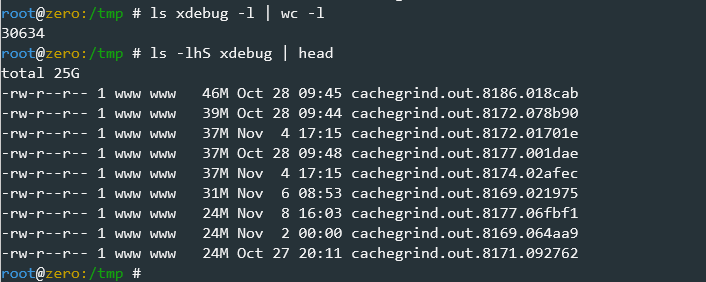 root@zero:/tmp # ls xdebug -l | wc -l
30634
root@zero:/tmp # ls -lhS xdebug | head
total 25G
-rw-r--r-- 1 www www   46M Oct 28 09:45 cachegrind.out.8186.018cab
-rw-r--r-- 1 www www   39M Oct 28 09:44 cachegrind.out.8172.078b90
-rw-r--r-- 1 www www   37M Nov  4 17:15 cachegrind.out.8172.01701e
-rw-r--r-- 1 www www   37M Oct 28 09:48 cachegrind.out.8177.001dae
-rw-r--r-- 1 www www   37M Nov  4 17:15 cachegrind.out.8174.02afec
-rw-r--r-- 1 www www   31M Nov  6 08:53 cachegrind.out.8169.021975
-rw-r--r-- 1 www www   24M Nov  8 16:03 cachegrind.out.8177.06fbf1
-rw-r--r-- 1 www www   24M Nov  2 00:00 cachegrind.out.8169.064aa9
-rw-r--r-- 1 www www   24M Oct 27 20:11 cachegrind.out.8171.092762
root@zero:/tmp #